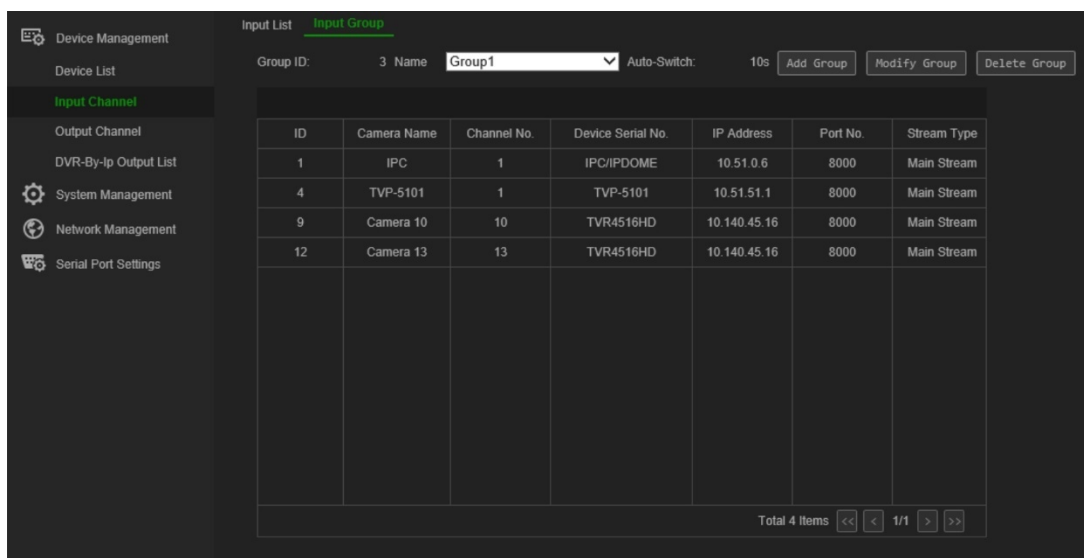 Device Management
Device List
Input Channel
Output Channel
DVR-By-Ip Output List
System Management
Network Management
Serial Port Settings
Input List Input Group
Group ID: 3 Name Group1 Auto-Switch: 10s Add Group Modify Group Delete Group
ID Camera Name Channel No. Device Serial No. IP Address Port No. Stream Type
1 IPC 1 IPC/IPDOME 10.51.0.6 8000 Main Stream
4 TVP-5101 1 TVP-5101 10.51.51.1 8000 Main Stream
9 Camera 10 10 TVR4516HD 10.140.45.16 8000 Main Stream
12 Camera 13 13 TVR4516HD 10.140.45.16 8000 Main Stream
Total 4 Items << < 1/1 > >>